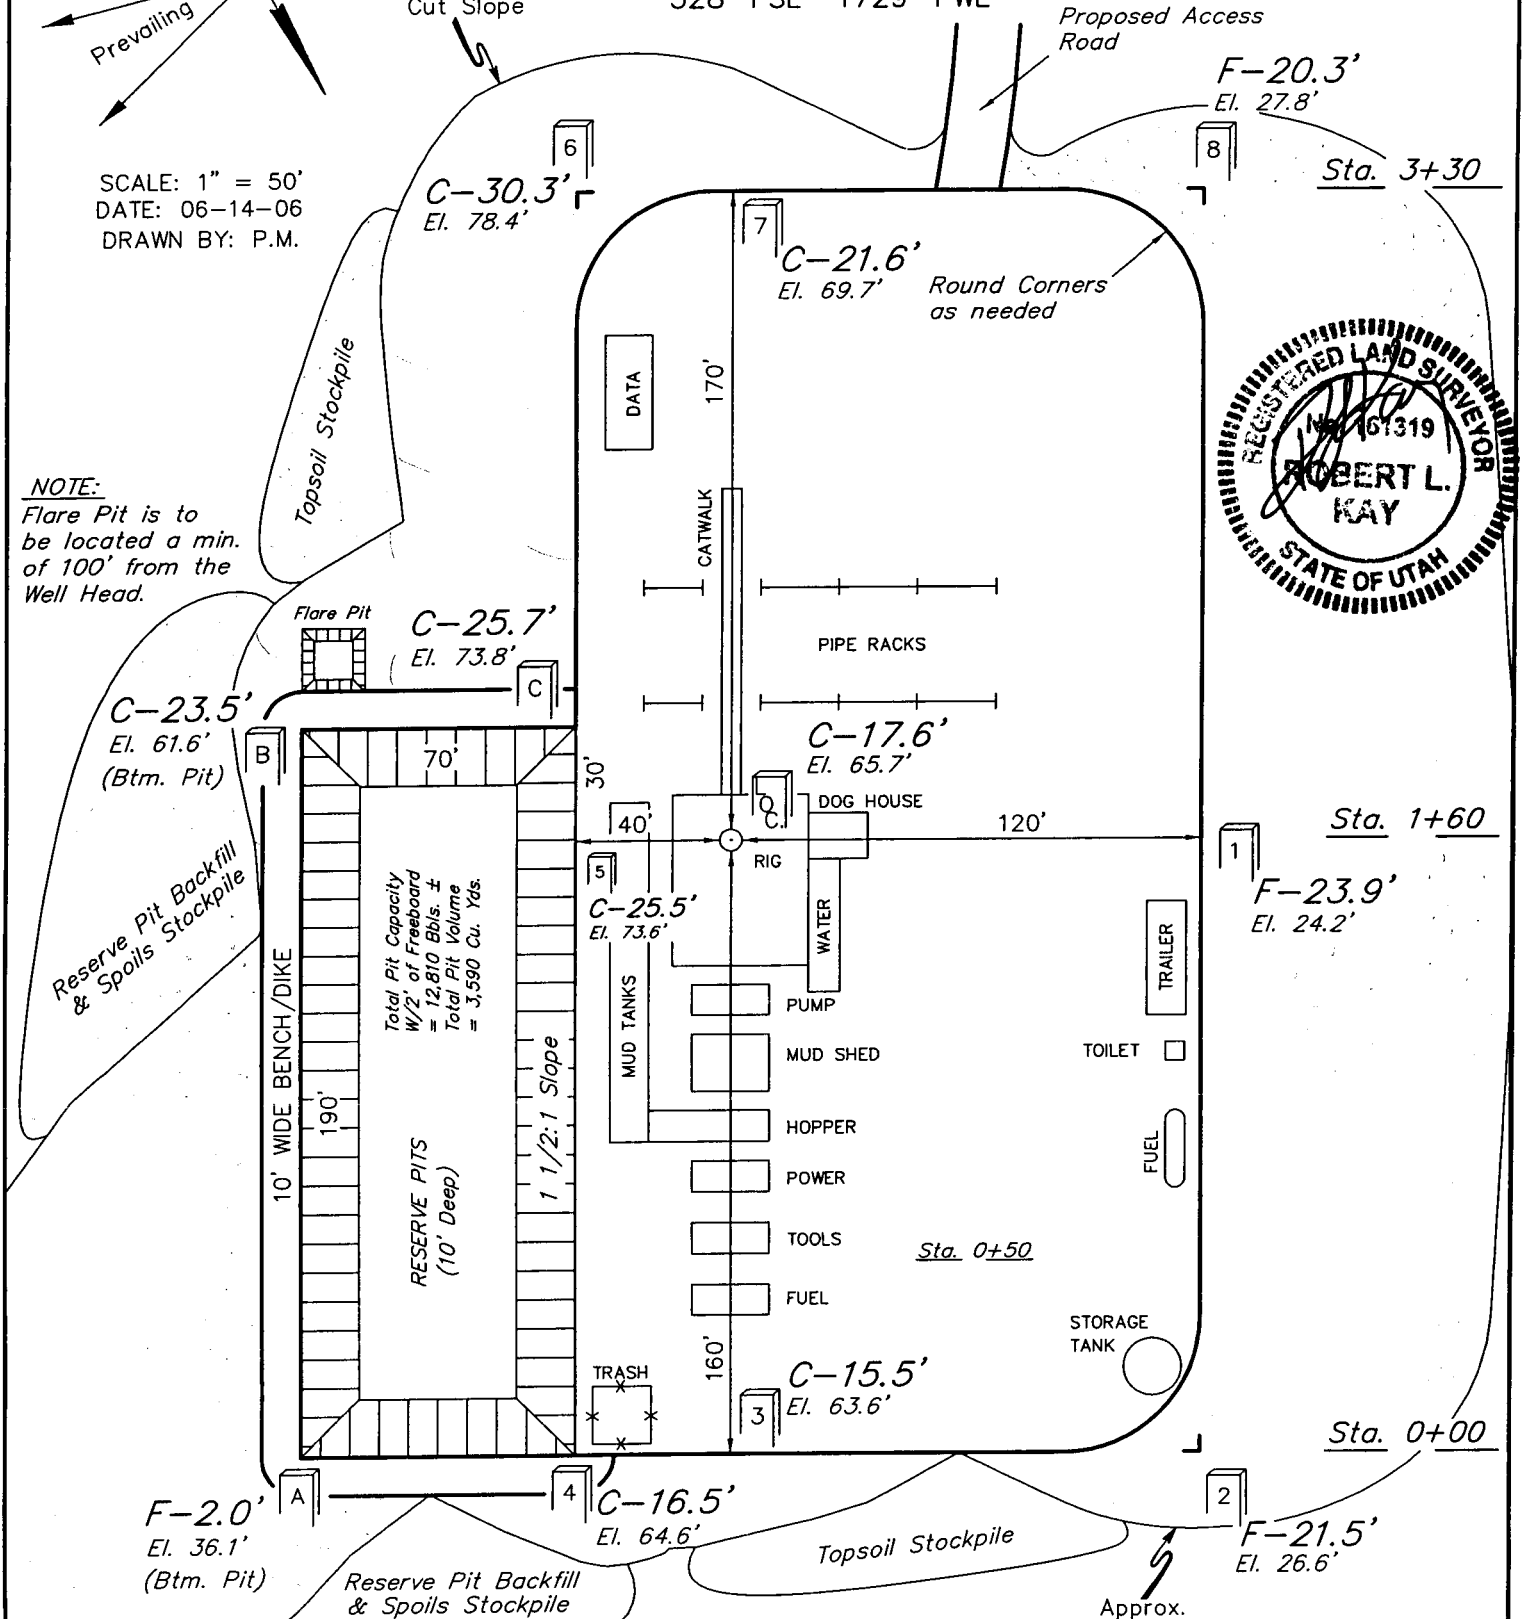 Cut Slope
Prevailing
Proposed Access
Road
F-20.3'
El. 27.8'
SCALE: 1" = 50'
DATE: 06-14-06
DRAWN BY: P.M.
6
C-30.3'
El. 78.4'
8
Sta. 3+30
7
C-21.6'
El. 69.7'
Round Corners
as needed
Topsoil Stockpile
DATA
170'
REGISTERED LAND SURVEYOR
No. 161319
ROBERT L.
KAY
STATE OF UTAH
NOTE:
Flare Pit is to
be located a min.
of 100' from the
Well Head.
CATWALK
Flare Pit
C-25.7'
El. 73.8'
C
PIPE RACKS
C-23.5'
El. 61.6'
(Btm. Pit)
B
70'
30'
C-17.6'
El. 65.7'
DOG HOUSE
40'
RIG
120'
Sta. 1+60
1
F-23.9'
El. 24.2'
5
C-25.5'
El. 73.6'
Reserve Pit Backfill
& Spoils Stockpile
Total Pit Capacity
W/2' of Freeboard
= 12,810 Bbls. ±
Total Pit Volume
= 3,590 Cu. Yds.
WATER
TRAILER
10' WIDE BENCH/DIKE
190'
RESERVE PITS
(10' Deep)
1 1/2:1 Slope
MUD TANKS
PUMP
MUD SHED
TOILET
HOPPER
FUEL
POWER
TOOLS
Sta. 0+50
FUEL
STORAGE
TANK
160'
TRASH
3
C-15.5'
El. 63.6'
Sta. 0+00
A
F-2.0'
El. 36.1'
(Btm. Pit)
4
C-16.5'
El. 64.6'
2
F-21.5'
El. 26.6'
Topsoil Stockpile
Reserve Pit Backfill
& Spoils Stockpile
Approx.